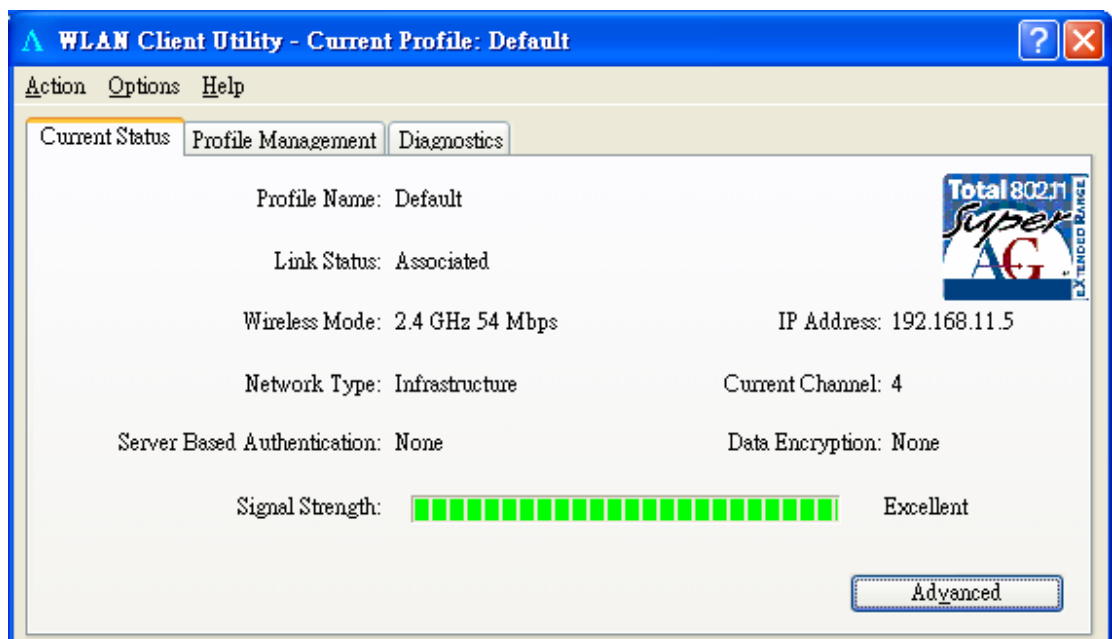 WLAN Client Utility - Current Profile: Default
Action Options Help
Current Status Profile Management Diagnostics
Profile Name: Default
Total 802.11
Super
AG
EXTENDED RANGE
Link Status: Associated
Wireless Mode: 2.4 GHz 54 Mbps IP Address: 192.168.11.5
Network Type: Infrastructure Current Channel: 4
Server Based Authentication: None Data Encryption: None
Signal Strength: Excellent
Advanced